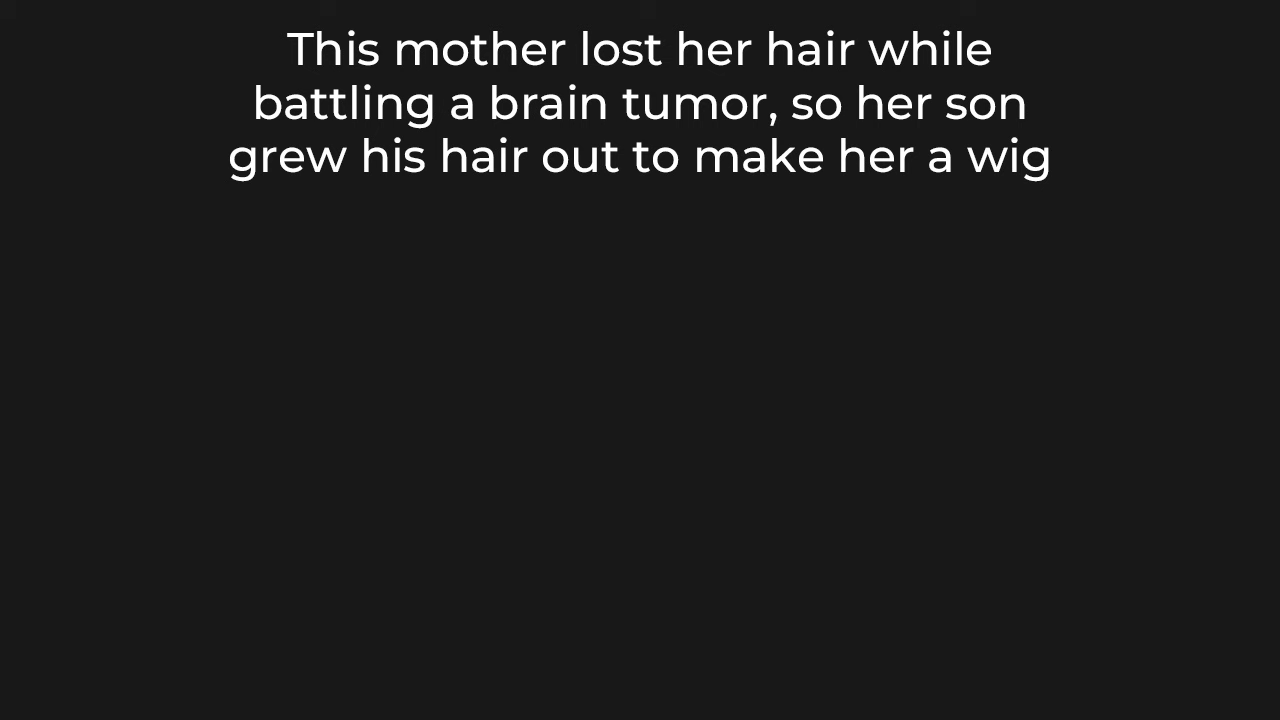 This mother lost her hair while
battling a brain tumor, so her son
grew his hair out to make her a wig